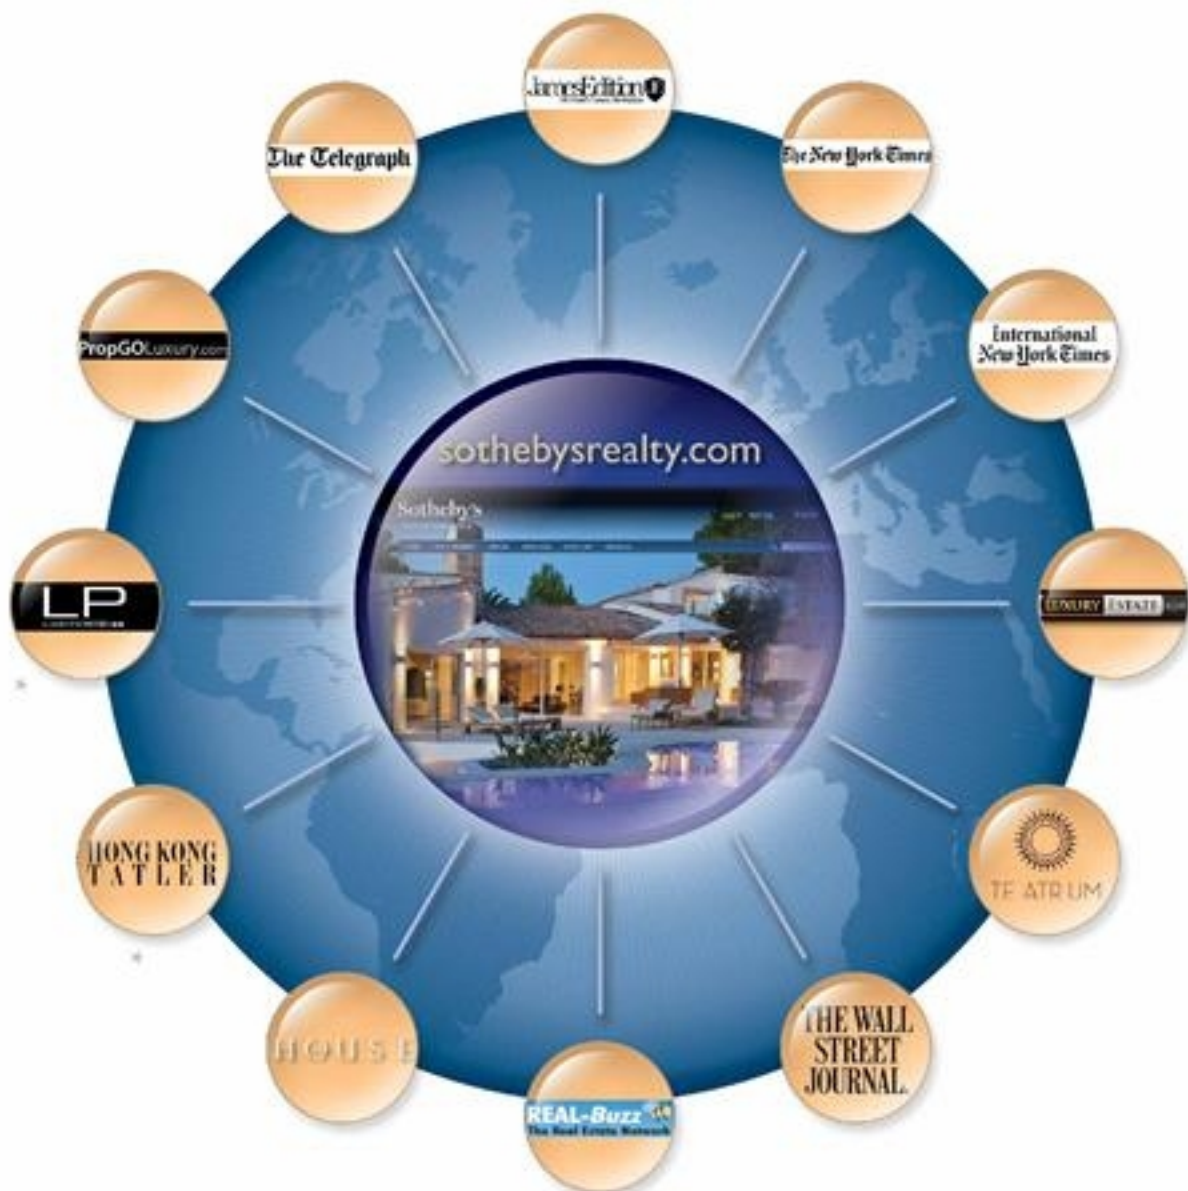 JamesEdition
The Telegraph
The New York Times
PropGOLuxury.com
International
New York Times
sothebysrealty.com
Sotheby's
LP
LUXURY ESTATE
HONG KONG
TATLER
TEATRUM
HOUSE
THE WALL
STREET
JOURNAL.
REAL-Buzz
The Real Estate Network